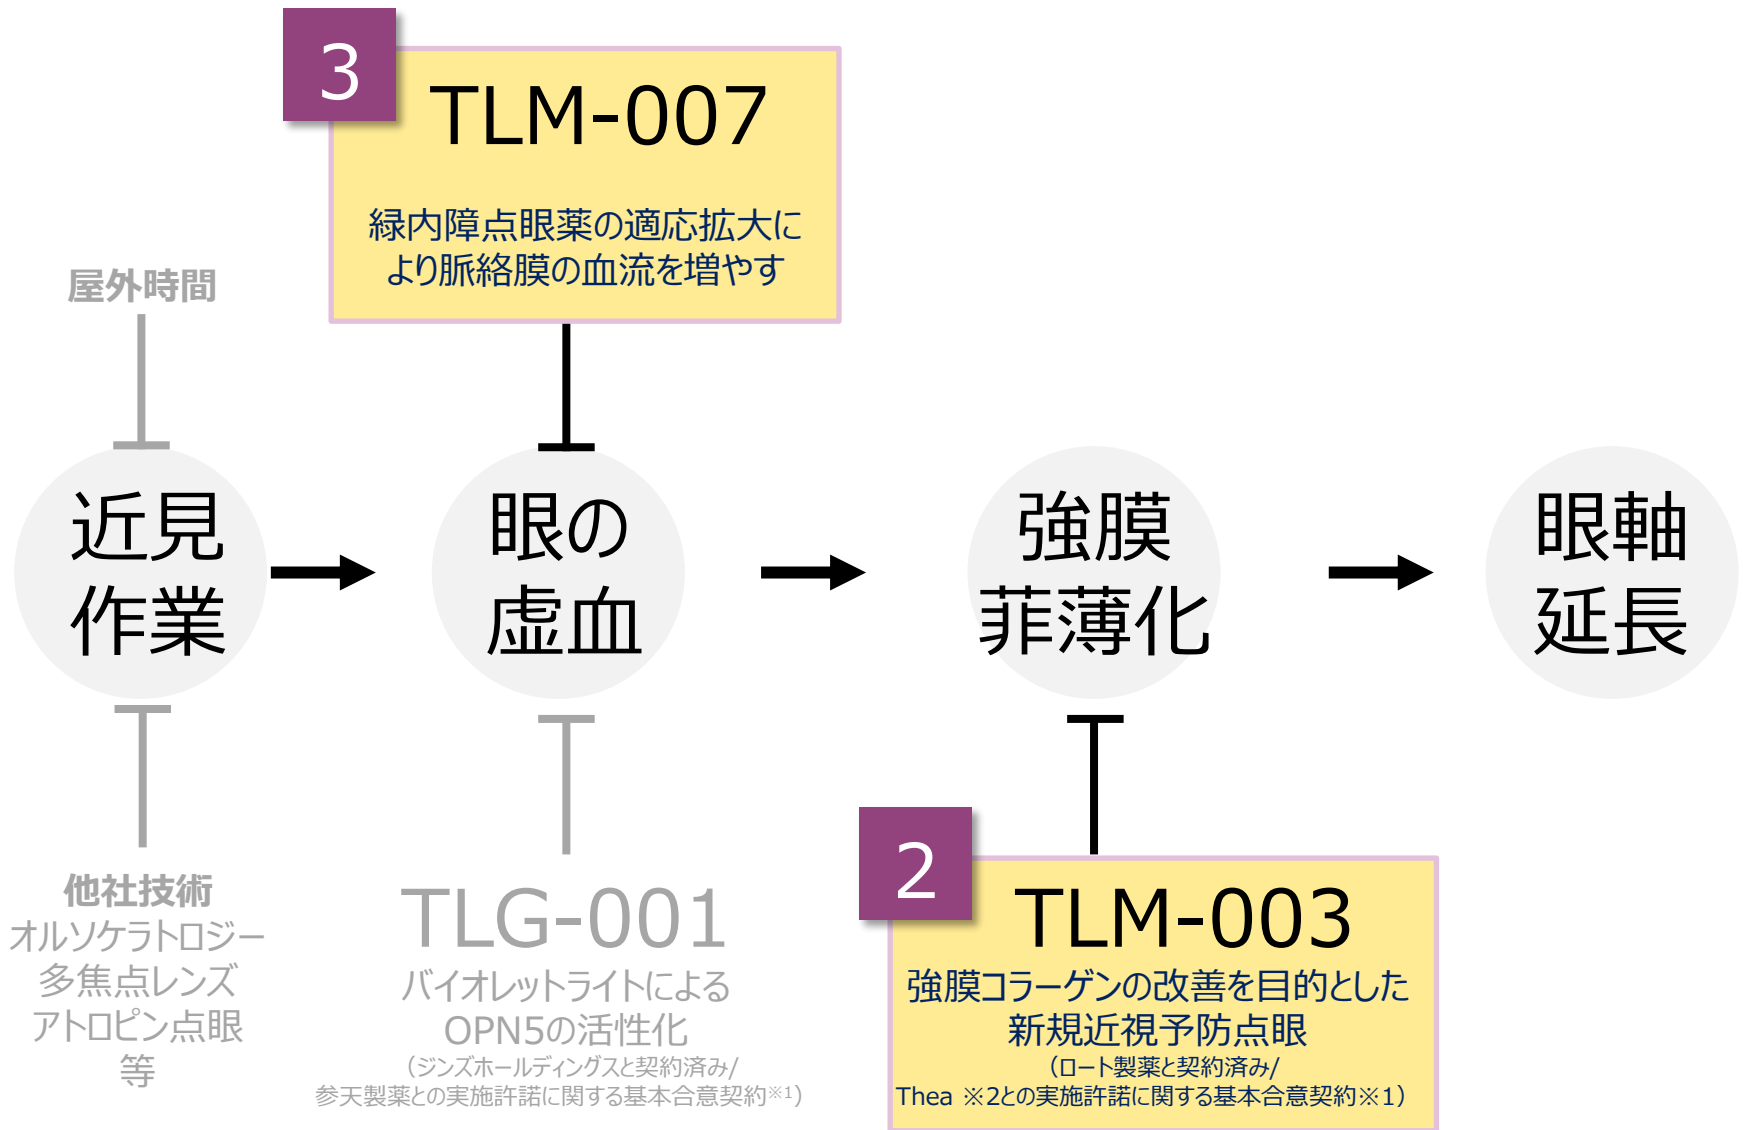 3
TLM-007
緑内障点眼薬の適応拡大に
より脈絡膜の血流を増やす
屋外時間
近見
作業
眼の
虚血
強膜
菲薄化
眼軸
延長
他社技術
オルソケラトロジー
多焦点レンズ
アトロピン点眼
等
TLG-001
バイオレットライトによる
OPN5の活性化
（ジンズホールディングスと契約済み/
参天製薬との実施許諾に関する基本合意契約※1）
2
TLM-003
強膜コラーゲンの改善を目的とした
新規近視予防点眼
（ロート製薬と契約済み/
Thea ※2との実施許諾に関する基本合意契約※1）